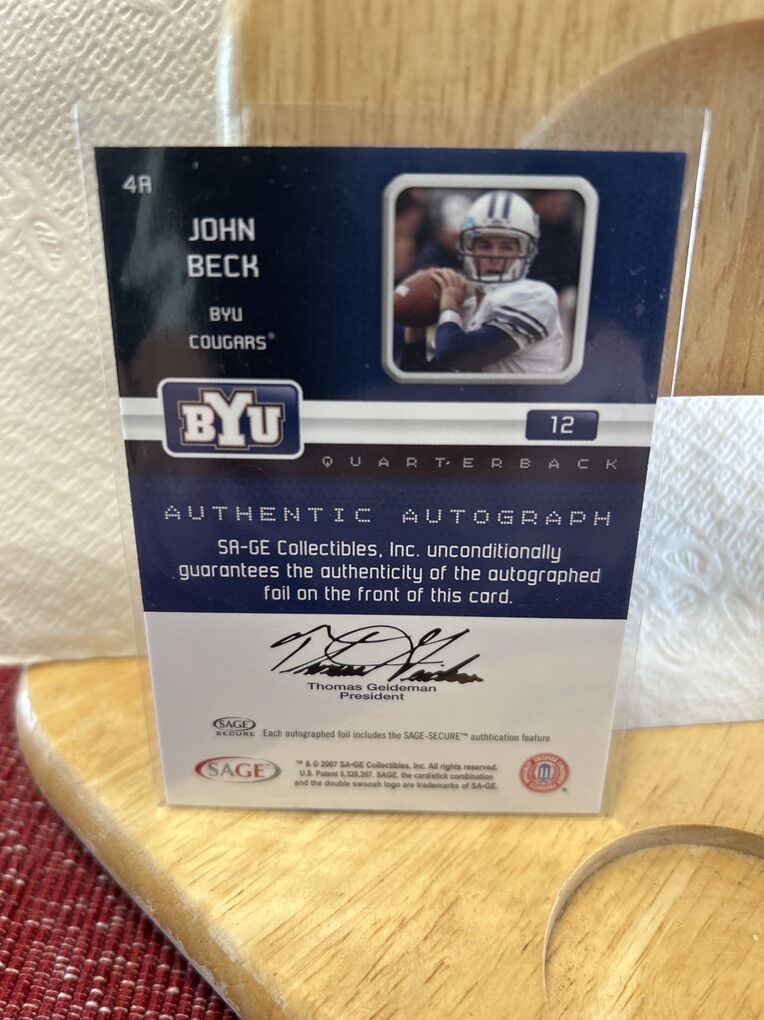 4A
JOHN
BECK
BYU
COUGARS®
BYU
12
QUARTERBACK
AUTHENTIC AUTOGRAPH
SA-GE Collectibles, Inc. unconditionally
guarantees the authenticity of the autographed
foil on the front of this card.
Thomas Geideman
President
SAGE
SECURE
Each autographed foil includes the SAGE-SECURE™ authtication feature
SAGE
™ & © 2007 SA•GE Collectibles, Inc. All rights reserved.
U.S. Patent 5,328,207. SAGE, the card/stick combination
and the double swoosh logo are trademarks of SA•GE.